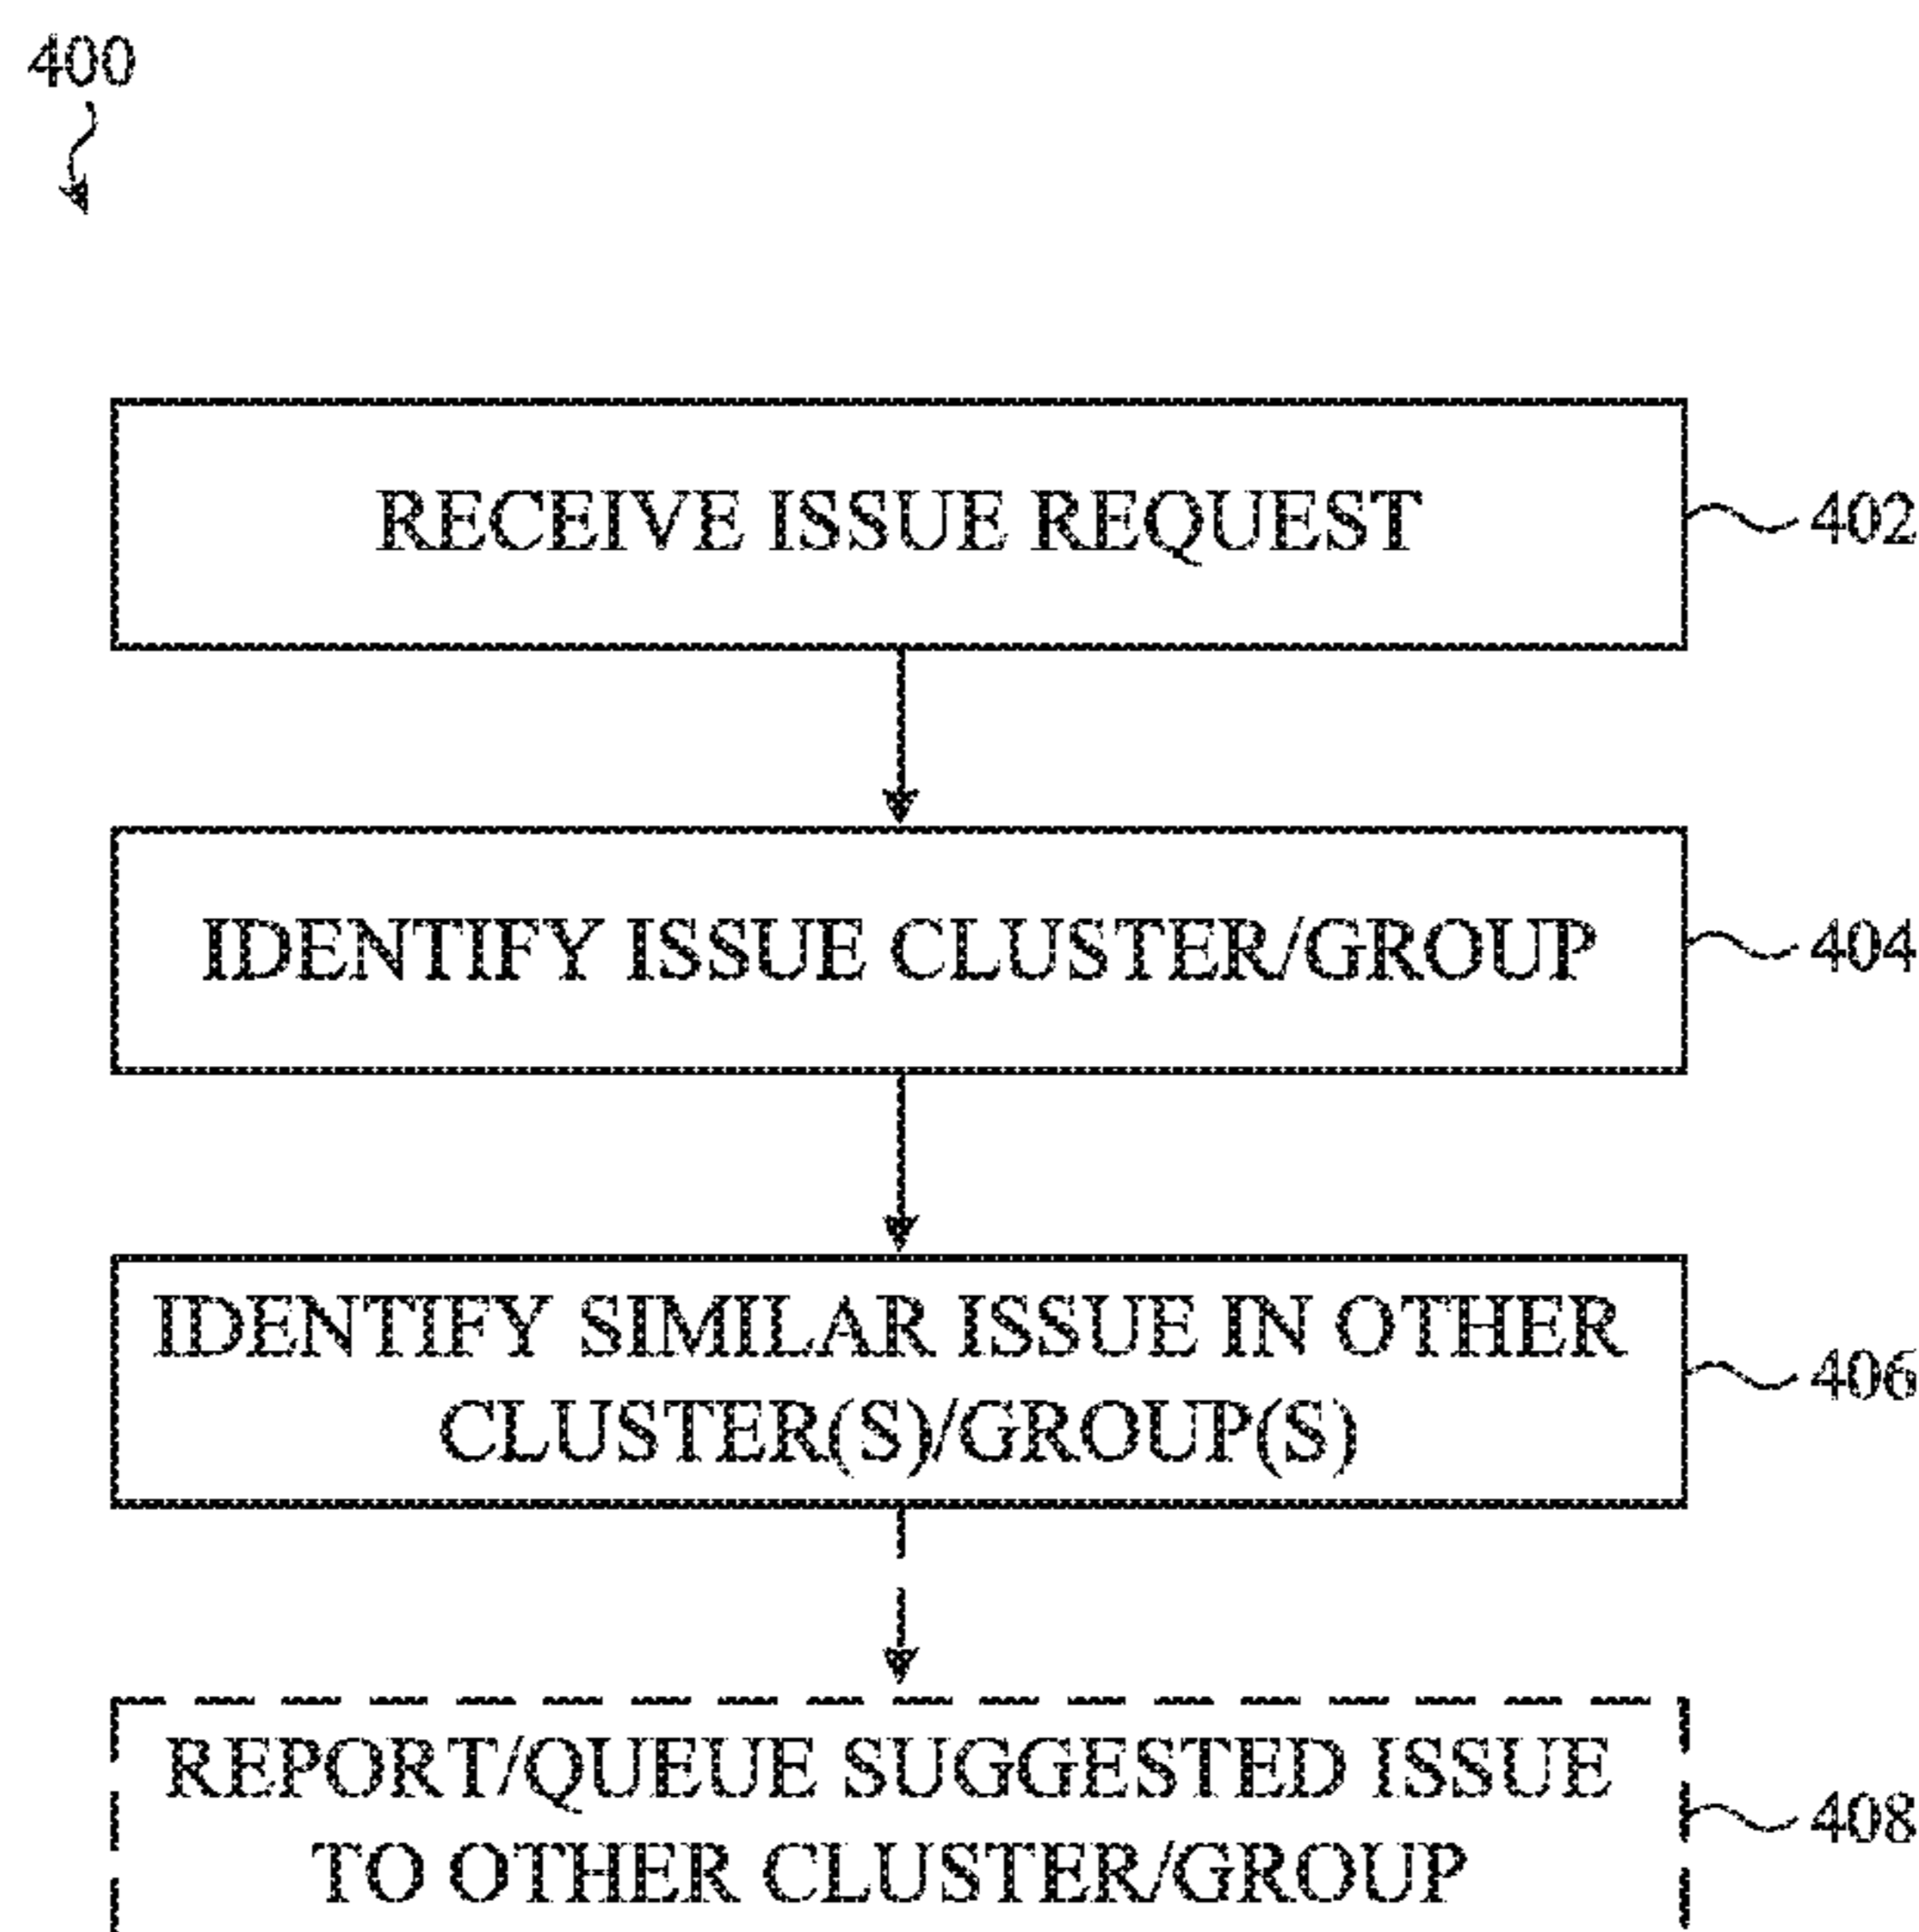 400
RECEIVE ISSUE REQUEST
402
IDENTIFY ISSUE CLUSTER/GROUP
404
IDENTIFY SIMILAR ISSUE IN OTHER
CLUSTER(S)/GROUP(S)
406
REPORT/QUEUE SUGGESTED ISSUE
TO OTHER CLUSTER/GROUP
408